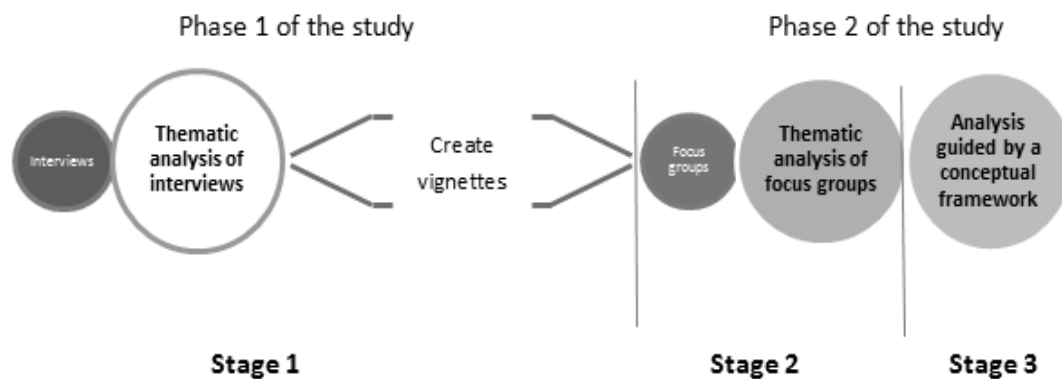 Phase 1 of the study
Phase 2 of the study
Interviews
Thematic
analysis of
interviews
Create
vignettes
Focus
groups
Thematic
analysis of
focus groups
Analysis
guided by a
conceptual
framework
Stage 1
Stage 2
Stage 3